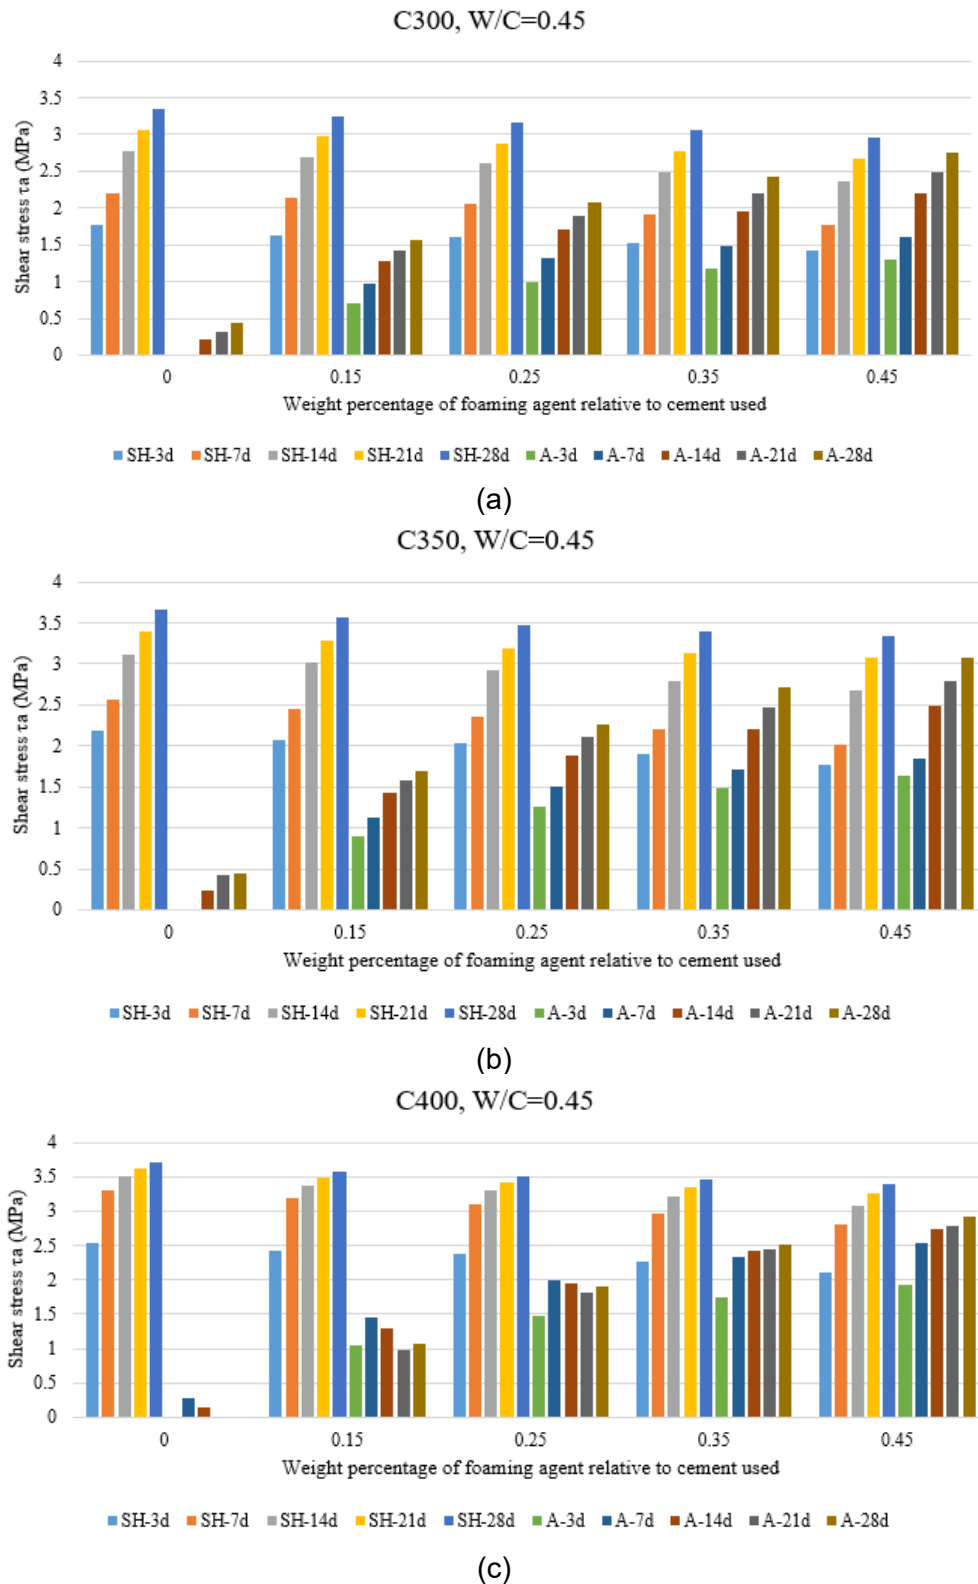 C300, W/C=0.45
4
3.5
3
2.5
2
1.5
1
0.5
0
Shear stress τa (MPa)
0 0.15 0.25 0.35 0.45
Weight percentage of foaming agent relative to cement used
SH-3d SH-7d SH-14d SH-21d SH-28d A-3d A-7d A-14d A-21d A-28d
(a)
C350, W/C=0.45
4
3.5
3
2.5
2
1.5
1
0.5
0
Shear stress τa (MPa)
0 0.15 0.25 0.35 0.45
Weight percentage of foaming agent relative to cement used
SH-3d SH-7d SH-14d SH-21d SH-28d A-3d A-7d A-14d A-21d A-28d
(b)
C400, W/C=0.45
4
3.5
3
2.5
2
1.5
1
0.5
0
Shear stress τa (MPa)
0 0.15 0.25 0.35 0.45
Weight percentage of foaming agent relative to cement used
SH-3d SH-7d SH-14d SH-21d SH-28d A-3d A-7d A-14d A-21d A-28d
(c)